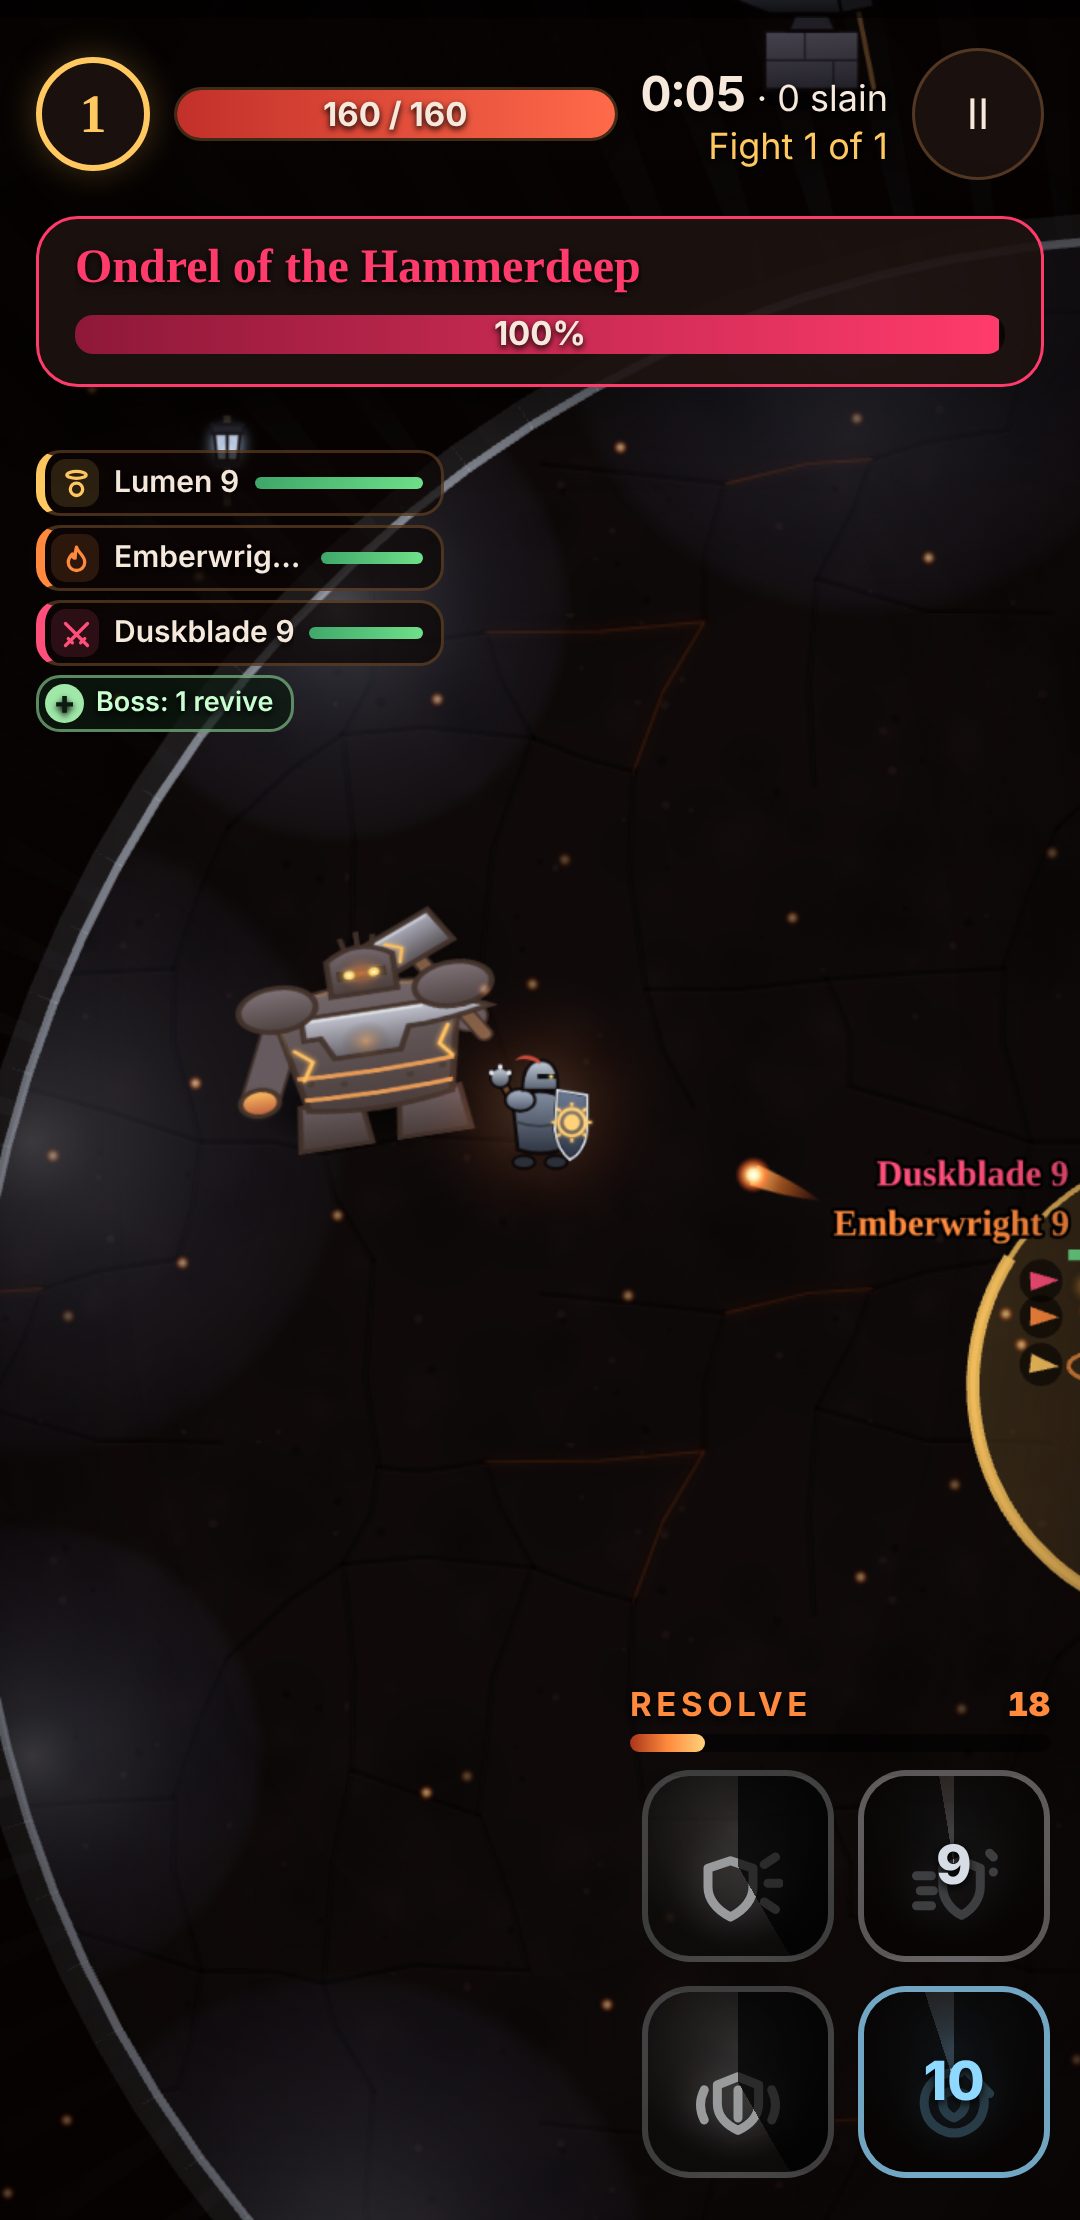 1
160 / 160
0:05 · 0 slain
Fight 1 of 1
Ondrel of the Hammerdeep
100%
Lumen 9
Emberwrig...
Duskblade 9
Boss: 1 revive
Duskblade 9
Emberwright 9
RESOLVE 18
9
10